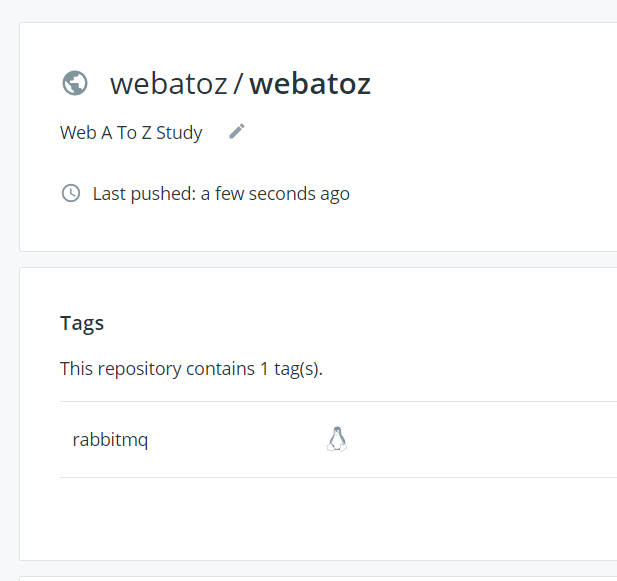 webatoz / webatoz
Web A To Z Study
Last pushed: a few seconds ago
Tags
This repository contains 1 tag(s).
rabbitmq